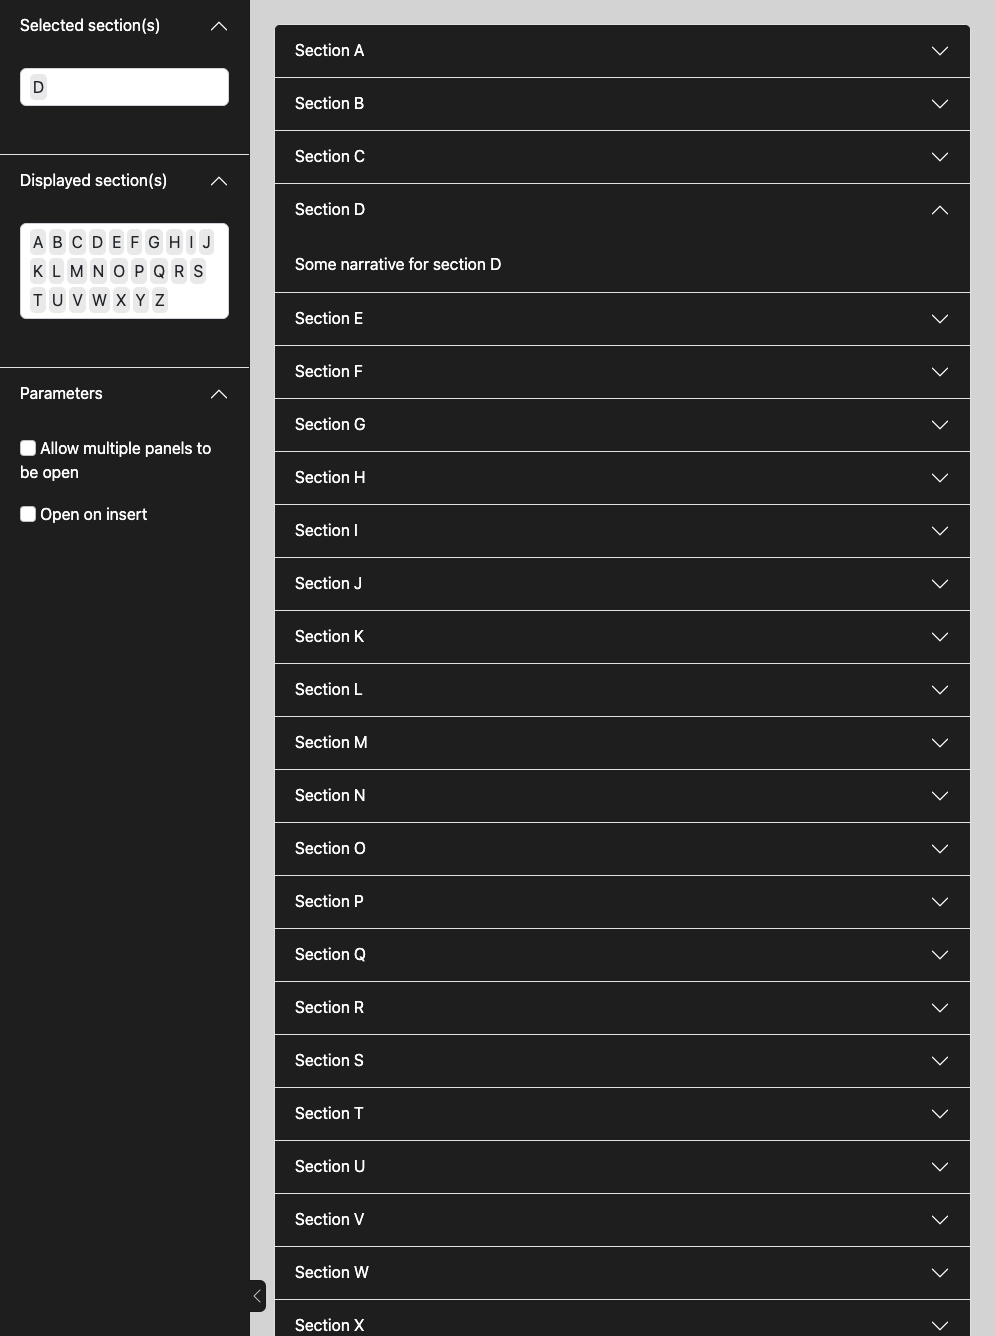 Selected section(s)
D
Displayed section(s)
A B C D E F G H I J
K L M N O P Q R S
T U V W X Y Z
Parameters
Allow multiple panels to
be open
Open on insert
Section A
Section B
Section C
Section D
Some narrative for section D
Section E
Section F
Section G
Section H
Section I
Section J
Section K
Section L
Section M
Section N
Section O
Section P
Section Q
Section R
Section S
Section T
Section U
Section V
Section W
Section X